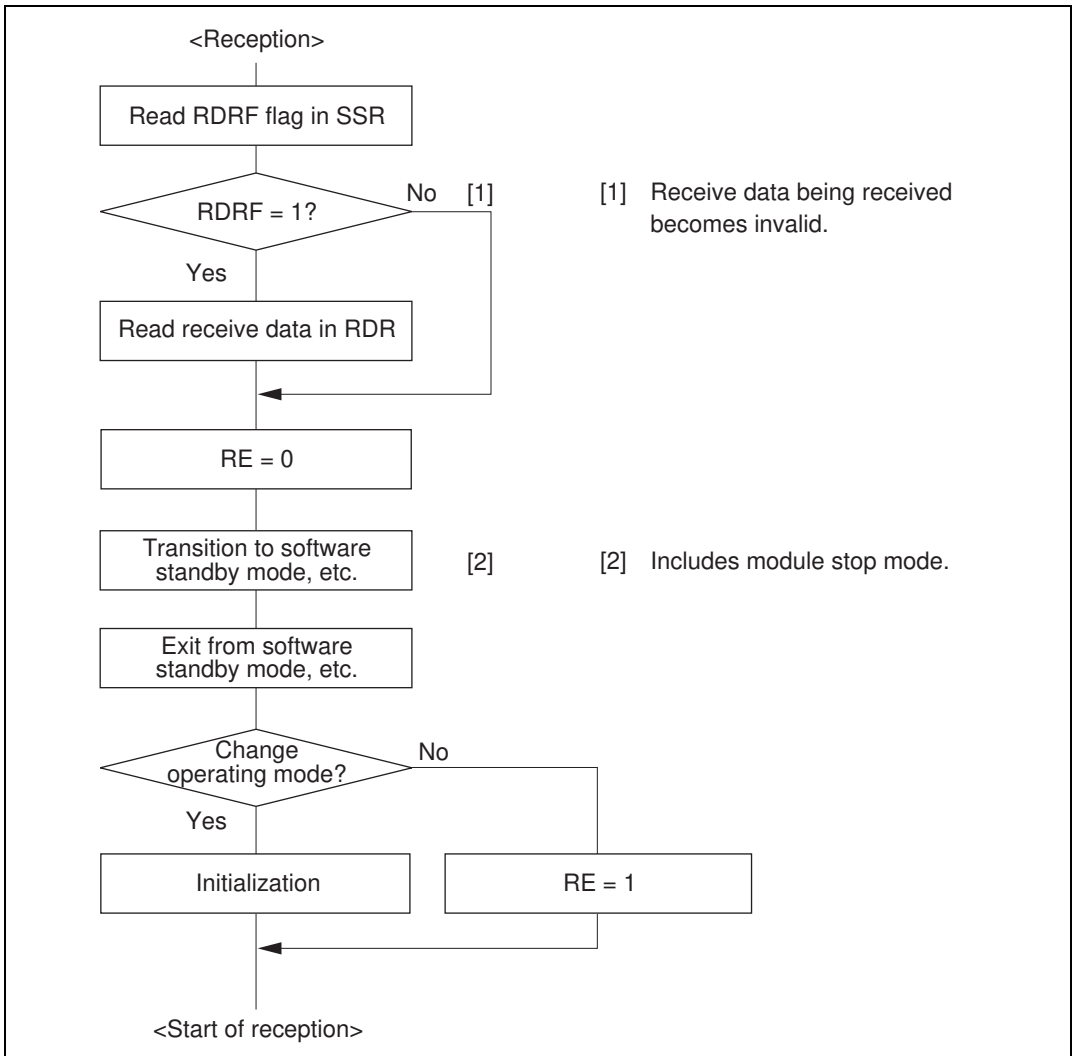 <Reception>
Read RDRF flag in SSR
No [1]
RDRF = 1?
[1] Receive data being received
becomes invalid.
Yes
Read receive data in RDR
RE = 0
Transition to software
standby mode, etc.
[2]
[2] Includes module stop mode.
Exit from software
standby mode, etc.
Change
operating mode?
No
Yes
Initialization
RE = 1
<Start of reception>